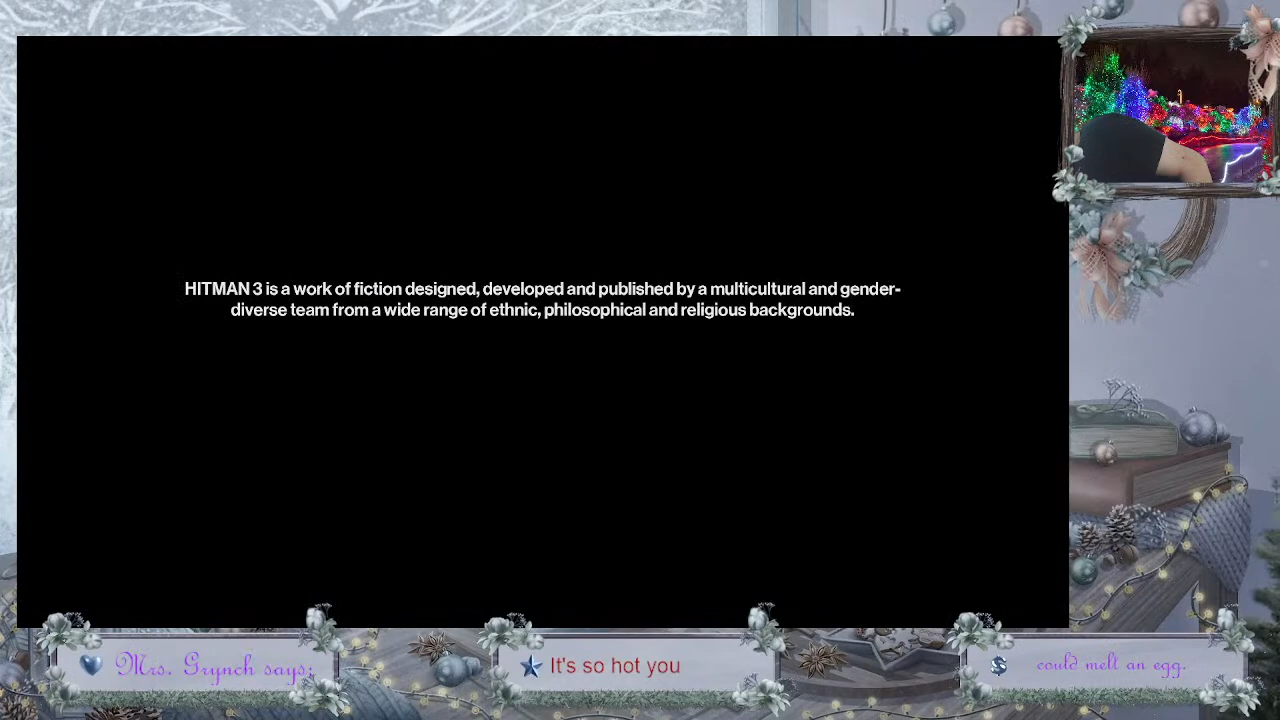 HITMAN 3 is a work of fiction designed, developed and published by a multicultural and gender-
diverse team from a wide range of ethnic, philosophical and religious backgrounds.
Mrs. Grynch says:
It's so hot you
could melt an egg.